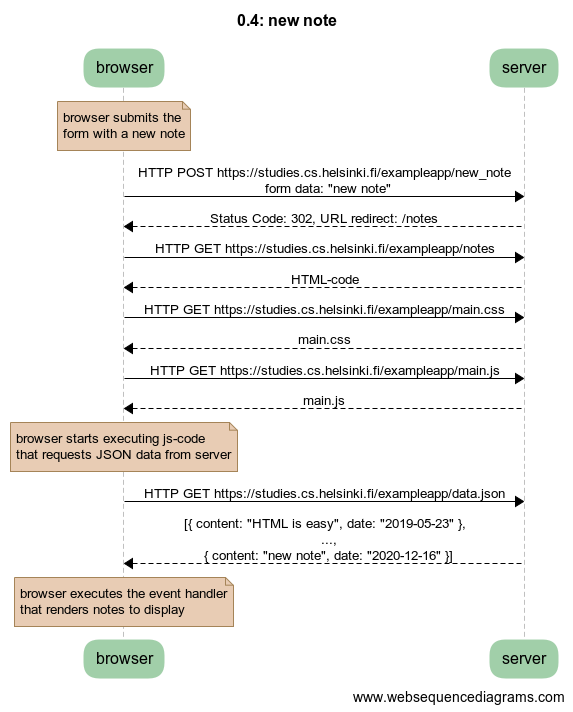 0.4: new note
browser
server
browser submits the
form with a new note
HTTP POST https://studies.cs.helsinki.fi/exampleapp/new_note
form data: "new note"
Status Code: 302, URL redirect: /notes
HTTP GET https://studies.cs.helsinki.fi/exampleapp/notes
HTML-code
HTTP GET https://studies.cs.helsinki.fi/exampleapp/main.css
main.css
HTTP GET https://studies.cs.helsinki.fi/exampleapp/main.js
main.js
browser starts executing js-code
that requests JSON data from server
HTTP GET https://studies.cs.helsinki.fi/exampleapp/data.json
[{ content: "HTML is easy", date: "2019-05-23" },
...,
{ content: "new note", date: "2020-12-16" }]
browser executes the event handler
that renders notes to display
browser
server
www.websequencediagrams.com